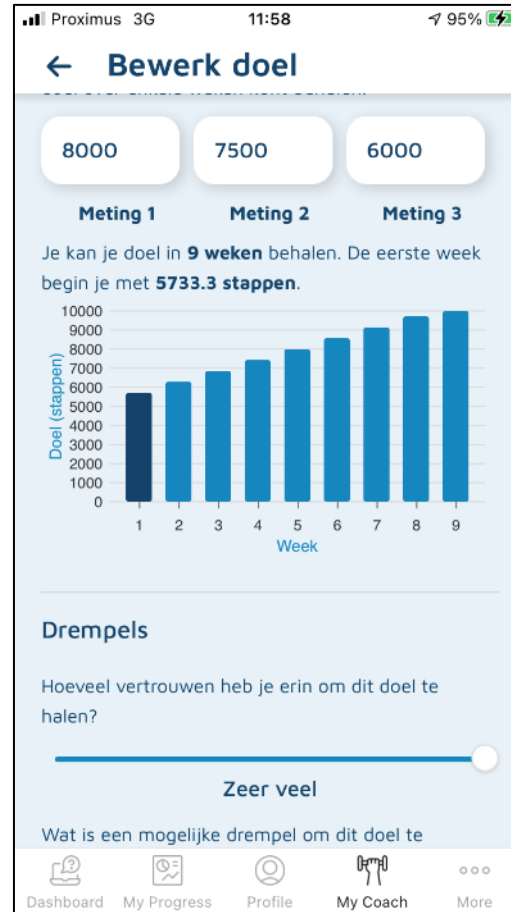 Proximus 3G 11:58 95%
Bewerk doel
8000 7500 6000
Meting 1 Meting 2 Meting 3
Je kan je doel in 9 weken behalen. De eerste week
begin je met 5733.3 stappen.
Doel (stappen)
10000
9000
8000
7000
6000
5000
4000
3000
2000
1000
0
1 2 3 4 5 6 7 8 9
Week
Drempels
Hoeveel vertrouwen heb je erin om dit doel te
halen?
Zeer veel
Wat is een mogelijke drempel om dit doel te
Dashboard My Progress Profile My Coach More